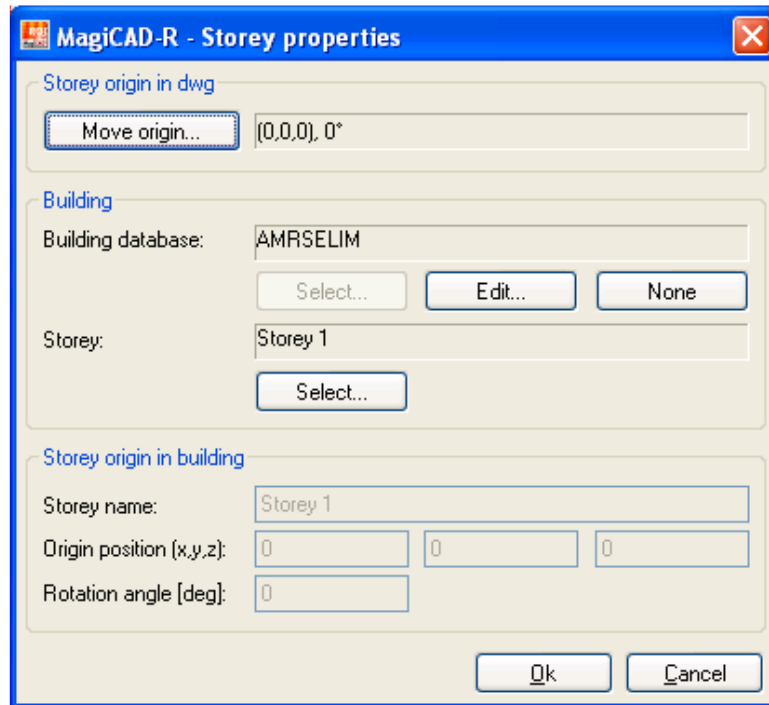 MagiCAD-R - Storey properties
Storey origin in dwg
Move origin... (0,0,0), 0°
Building
Building database: AMRSELIM
Select... Edit... None
Storey: Storey 1
Select...
Storey origin in building
Storey name: Storey 1
Origin position (x,y,z): 0 0 0
Rotation angle [deg]: 0
Ok Cancel